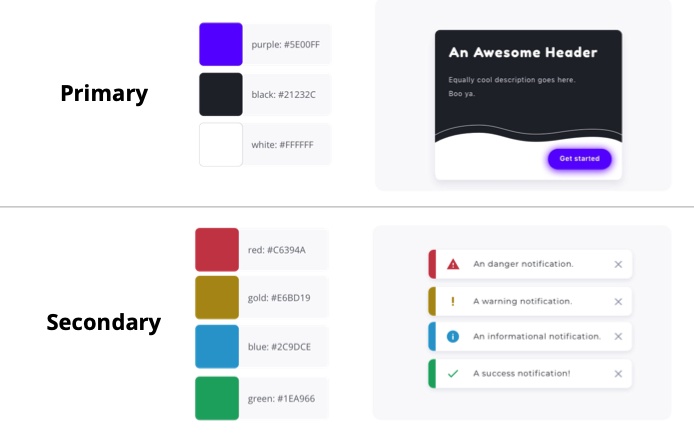 Primary
purple: #5E00FF
black: #21232C
white: #FFFFFF
An Awesome Header
Equally cool description goes here.
Boo ya.
Get started
Secondary
red: #C6394A
gold: #E6BD19
blue: #2C9DCE
green: #1EA966
An danger notification.
A warning notification.
An informational notification.
A success notification!